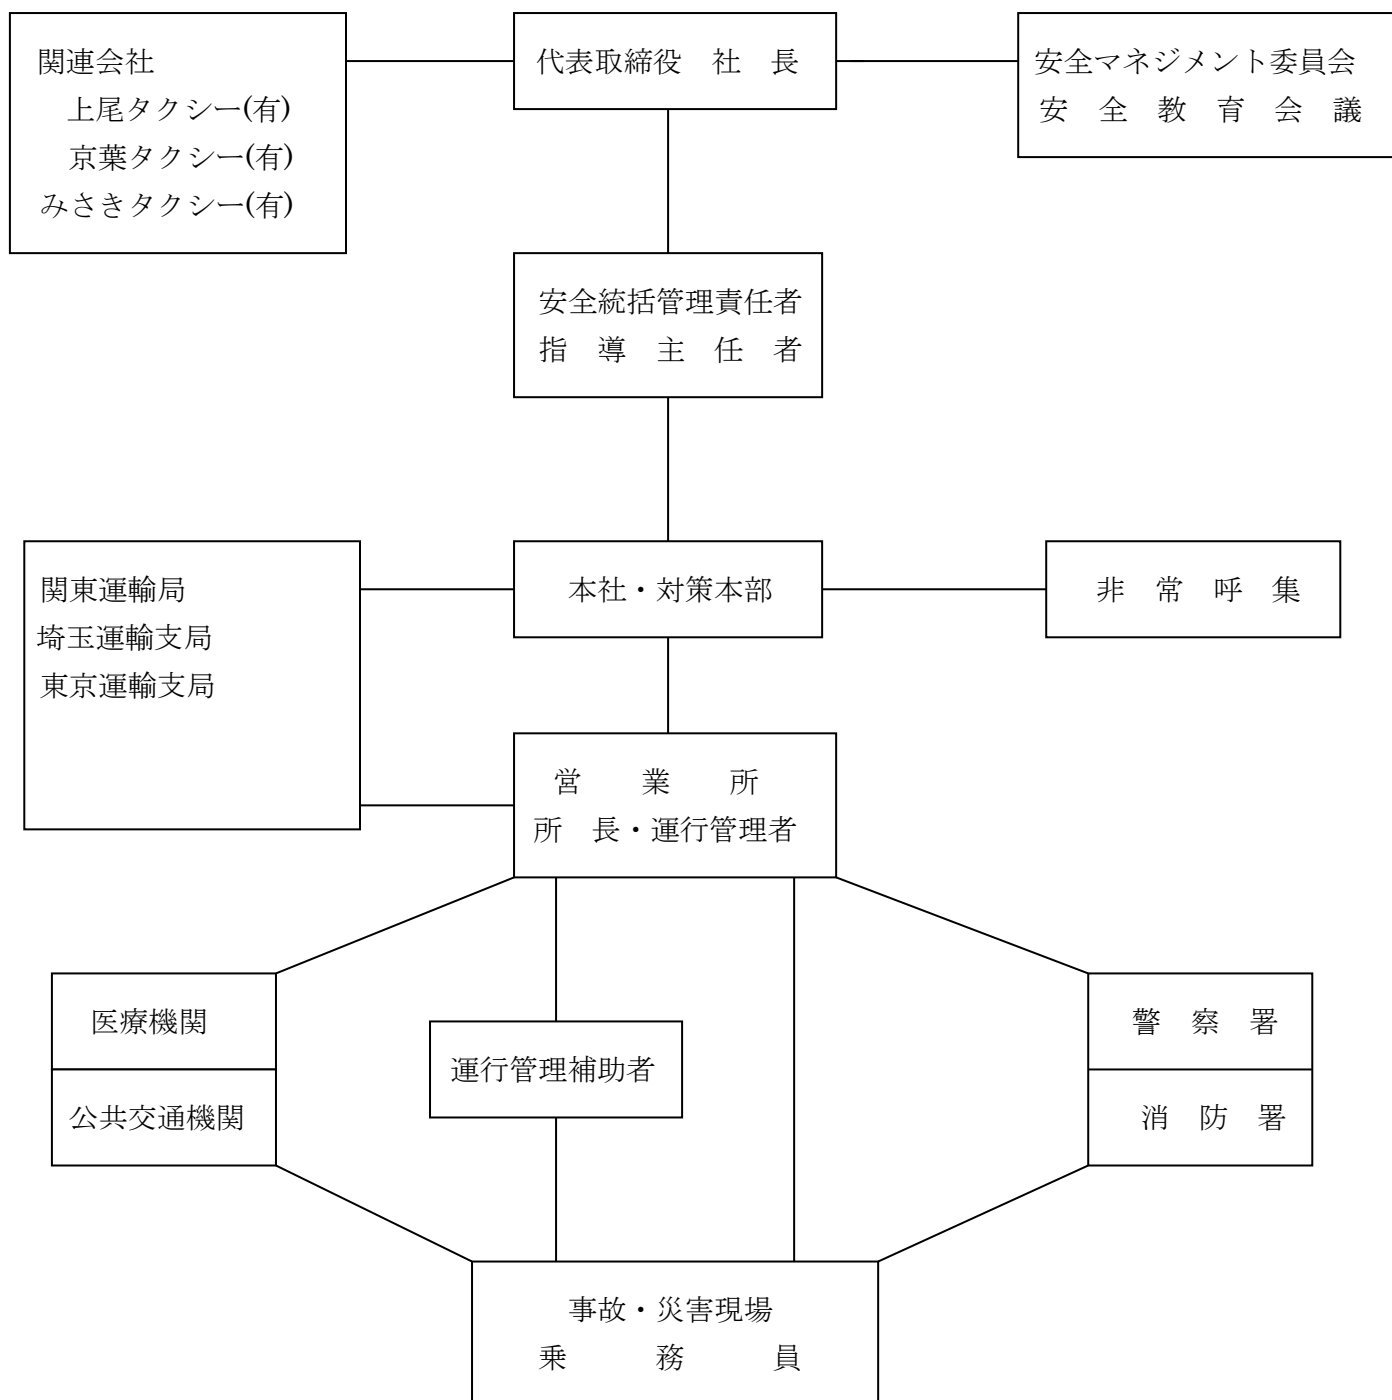 関連会社
上尾タクシー(有)
京葉タクシー(有)
みさきタクシー(有)
代表取締役　社　長
安全マネジメント委員会
安　全　教　育　会　議
安全統括管理責任者
指　導　主　任　者
関東運輸局
埼玉運輸支局
東京運輸支局
本社・対策本部
非　常　呼　集
営　　業　　所
所　長・運行管理者
医療機関
公共交通機関
運行管理補助者
警　察　署
消　防　署
事故・災害現場
乗　　　務　　　員